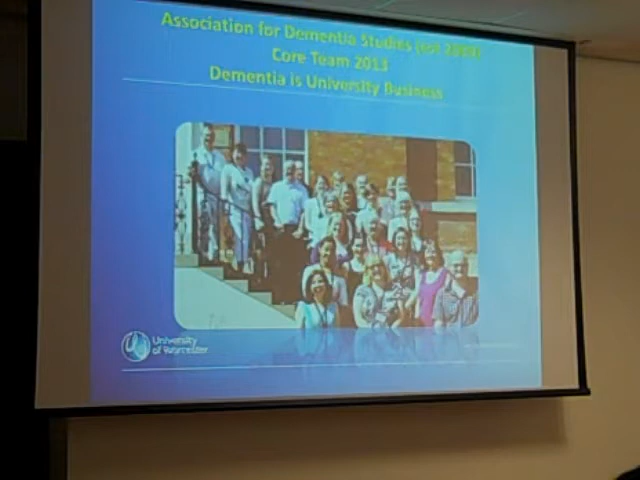 Association for Dementia Studies (est 2009)
Core Team 2013
Dementia is University Business
University
of Worcester